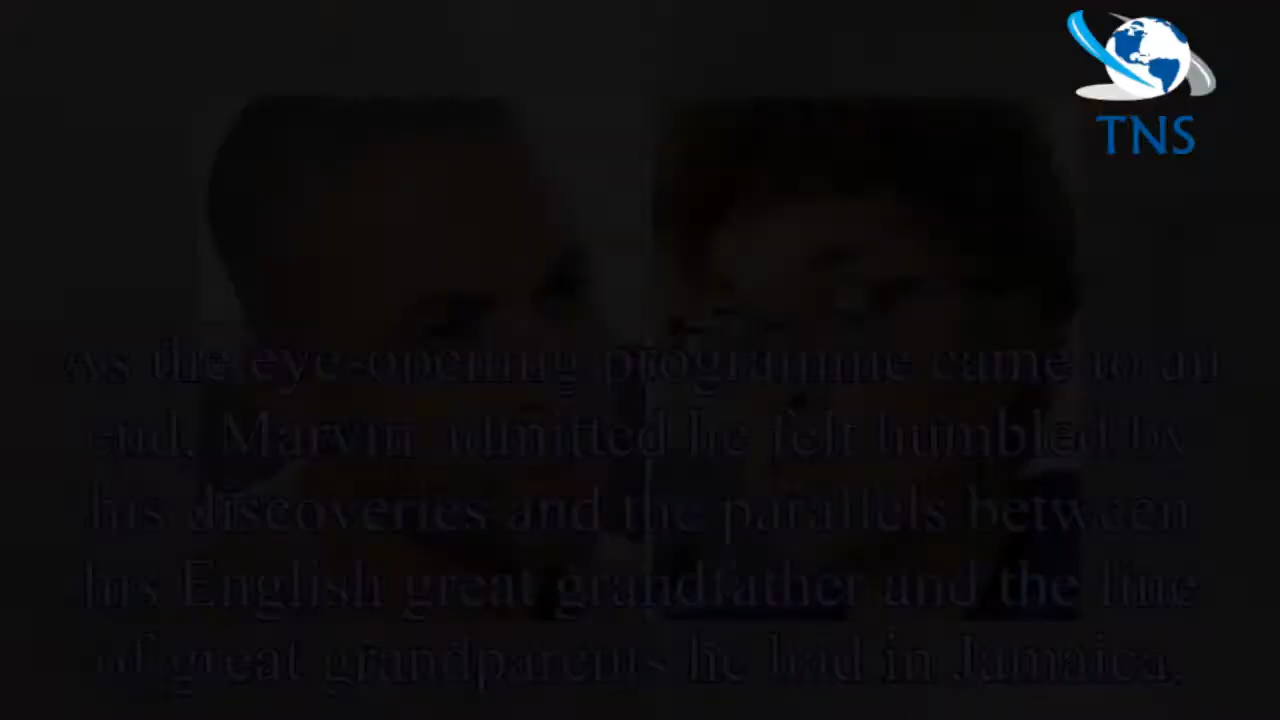 TNS
As the eye-opening programme came to an
end, Marvin admitted he felt humbled by
his discoveries and the parallels between
his English great grandfather and the line
of great grandparents he had in Jamaica.